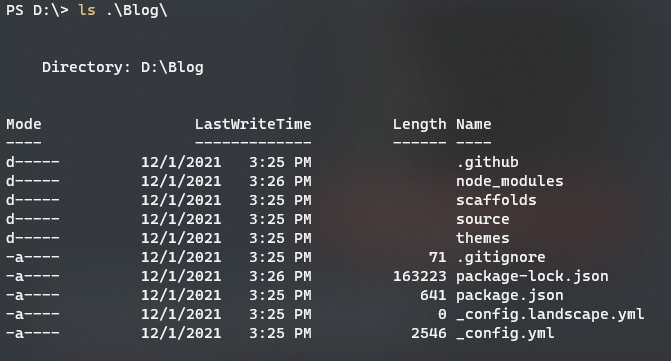 PS D:\> ls .\Blog\
Directory: D:\Blog
Mode LastWriteTime Length Name
---- ------------- ------ ----
d----- 12/1/2021 3:25 PM .github
d----- 12/1/2021 3:26 PM node_modules
d----- 12/1/2021 3:25 PM scaffolds
d----- 12/1/2021 3:25 PM source
d----- 12/1/2021 3:25 PM themes
-a---- 12/1/2021 3:25 PM 71 .gitignore
-a---- 12/1/2021 3:26 PM 163223 package-lock.json
-a---- 12/1/2021 3:25 PM 641 package.json
-a---- 12/1/2021 3:25 PM 0 _config.landscape.yml
-a---- 12/1/2021 3:25 PM 2546 _config.yml